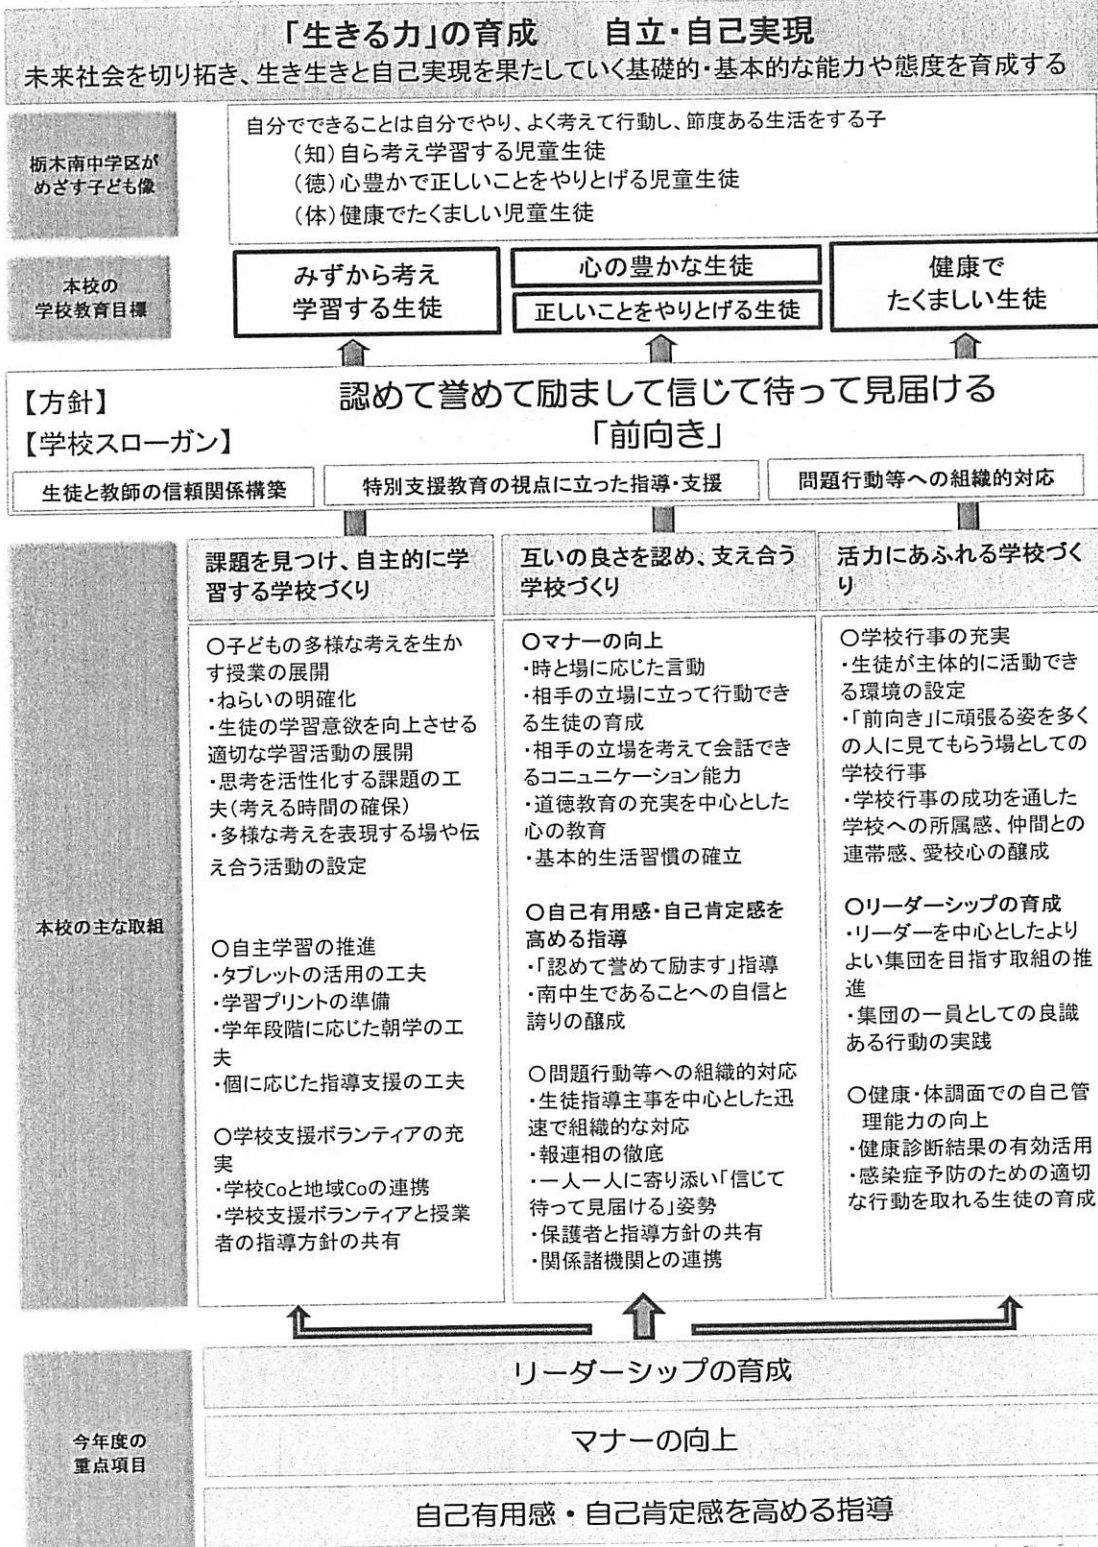 「生きる力」の育成　　自立・自己実現
未来社会を切り拓き、生き生きと自己実現を果たしていく基礎的・基本的な能力や態度を育成する
栃木南中学区が
めざす子ども像
自分でできることは自分でやり、よく考えて行動し、節度ある生活をする子
（知）自ら考え学習する児童生徒
（徳）心豊かで正しいことをやりとげる児童生徒
（体）健康でたくましい児童生徒
本校の
学校教育目標
みずから考え
学習する生徒
心の豊かな生徒
正しいことをやりとげる生徒
健康で
たくましい生徒
【方針】　認めて誉めて励まして信じて待って見届ける
【学校スローガン】　「前向き」
生徒と教師の信頼関係構築
特別支援教育の視点に立った指導・支援
問題行動等への組織的対応
本校の主な取組
課題を見つけ、自主的に学
習する学校づくり
○子どもの多様な考えを生か
す授業の展開
・ねらいの明確化
・生徒の学習意欲を向上させる
適切な学習活動の展開
・思考を活性化する課題の工
夫（考える時間の確保）
・多様な考えを表現する場や伝
え合う活動の設定
○自主学習の推進
・タブレットの活用の工夫
・学習プリントの準備
・学年段階に応じた朝学の工
夫
・個に応じた指導支援の工夫
○学校支援ボランティアの充
実
・学校Coと地域Coの連携
・学校支援ボランティアと授業
者の指導方針の共有
互いの良さを認め、支え合う
学校づくり
○マナーの向上
・時と場に応じた言動
・相手の立場に立って行動でき
る生徒の育成
・相手の立場を考えて会話でき
るコニュニケーション能力
・道徳教育の充実を中心とした
心の教育
・基本的生活習慣の確立
○自己有用感・自己肯定感を
高める指導
・「認めて誉めて励ます」指導
・南中生であることへの自信と
誇りの醸成
○問題行動等への組織的対応
・生徒指導主事を中心とした迅
速で組織的な対応
・報連相の徹底
・一人一人に寄り添い「信じて
待って見届ける」姿勢
・保護者と指導方針の共有
・関係諸機関との連携
活力にあふれる学校づく
り
○学校行事の充実
・生徒が主体的に活動でき
る環境の設定
・「前向き」に頑張る姿を多く
の人に見てもらう場としての
学校行事
・学校行事の成功を通した
学校への所属感、仲間との
連帯感、愛校心の醸成
○リーダーシップの育成
・リーダーを中心としたより
よい集団を目指す取組の推
進
・集団の一員としての良識
ある行動の実践
○健康・体調面での自己管
理能力の向上
・健康診断結果の有効活用
・感染症予防のための適切
な行動を取れる生徒の育成
今年度の
重点項目
リーダーシップの育成
マナーの向上
自己有用感・自己肯定感を高める指導